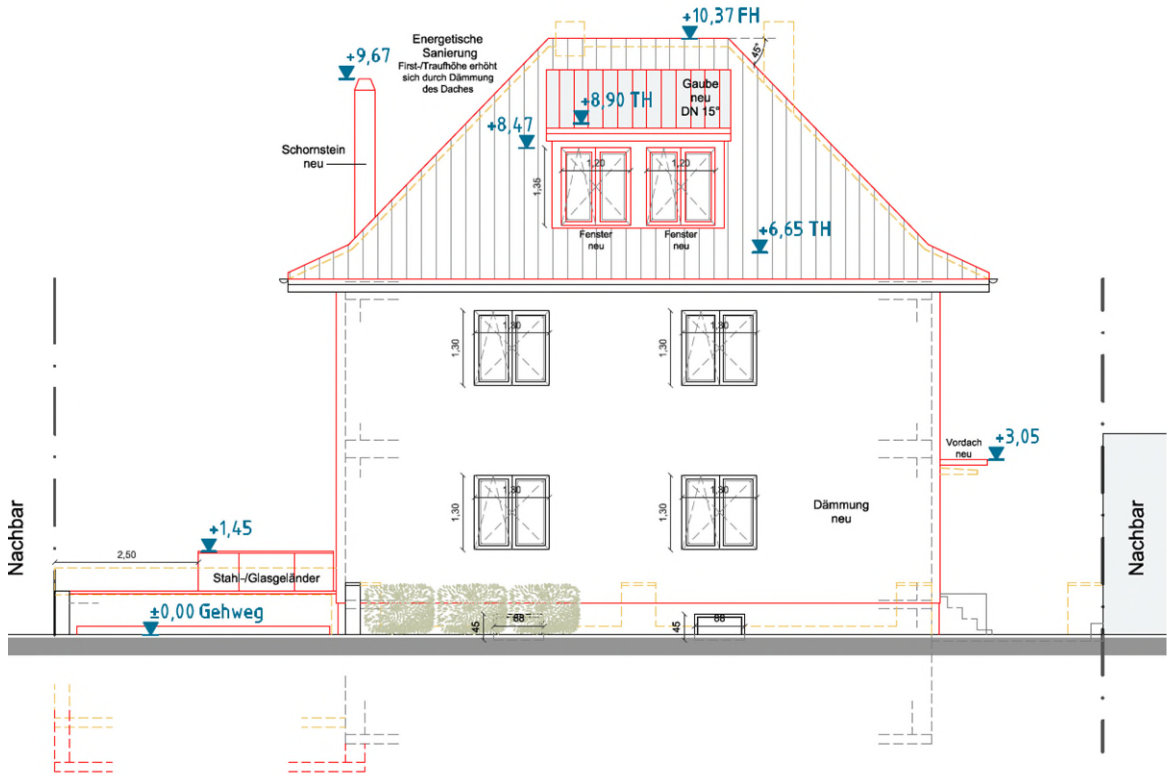 +10,37 FH
45°
Energetische
Sanierung
First-/Traufhöhe erhöht
sich durch Dämmung
des Daches
+9,67
Gaube
neu
DN 15°
+8,90 TH
+8,47
Schornstein
neu
1,20
1,20
1,35
Fenster
neu
Fenster
neu
+6,65 TH
1,30
1,30
1,30
1,30
Vordach
neu
+3,05
1,30
1,30
1,30
1,30
Dämmung
neu
Nachbar
Nachbar
+1,45
2,50
Stahl-/Glasgeländer
±0,00 Gehweg
45
88
45
88